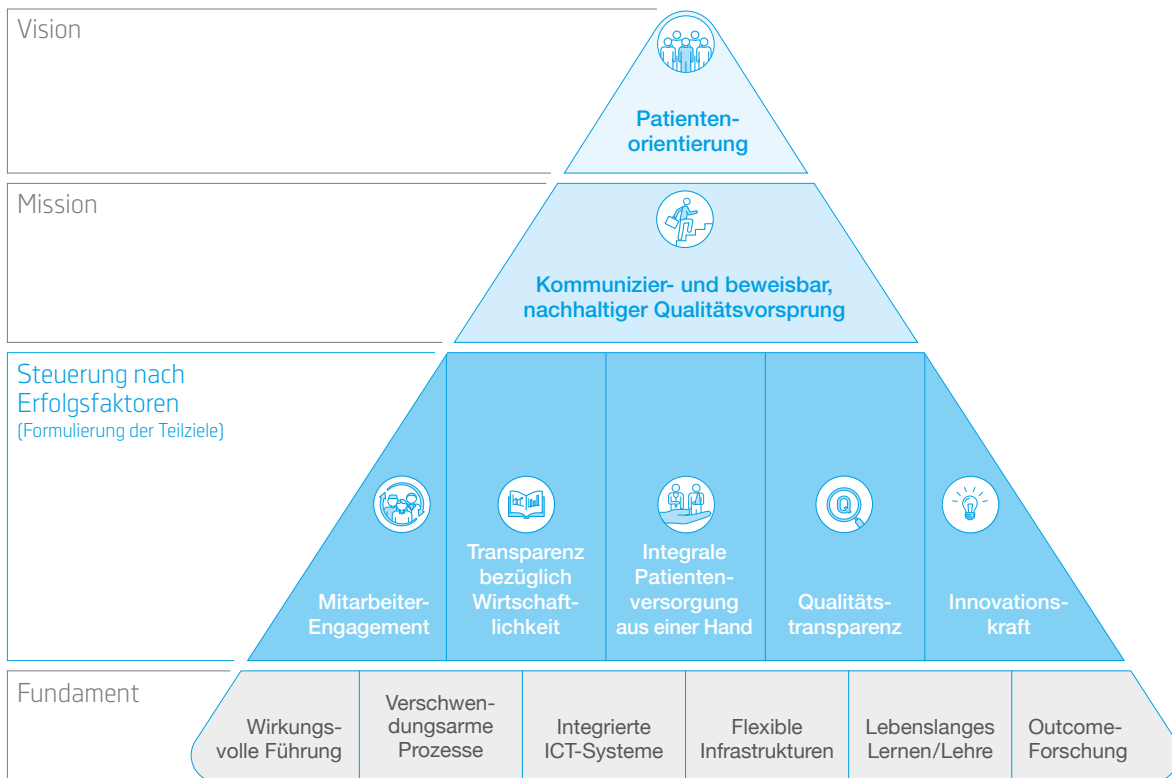 Vision
Patienten-
orientierung
Mission
Kommunizier- und beweisbar,
nachhaltiger Qualitätsvorsprung
Steuerung nach
Erfolgsfaktoren
(Formulierung der Teilziele)
Mitarbeiter-
Engagement
Transparenz
bezüglich
Wirtschaft-
lichkeit
Integrale
Patienten-
versorgung
aus einer Hand
Q
Qualitäts-
transparenz
Innovations-
kraft
Fundament
Wirkungs-
volle Führung
Verschwen-
dungsarme
Prozesse
Integrierte
ICT-Systeme
Flexible
Infrastrukturen
Lebenslanges
Lernen/Lehre
Outcome-
Forschung